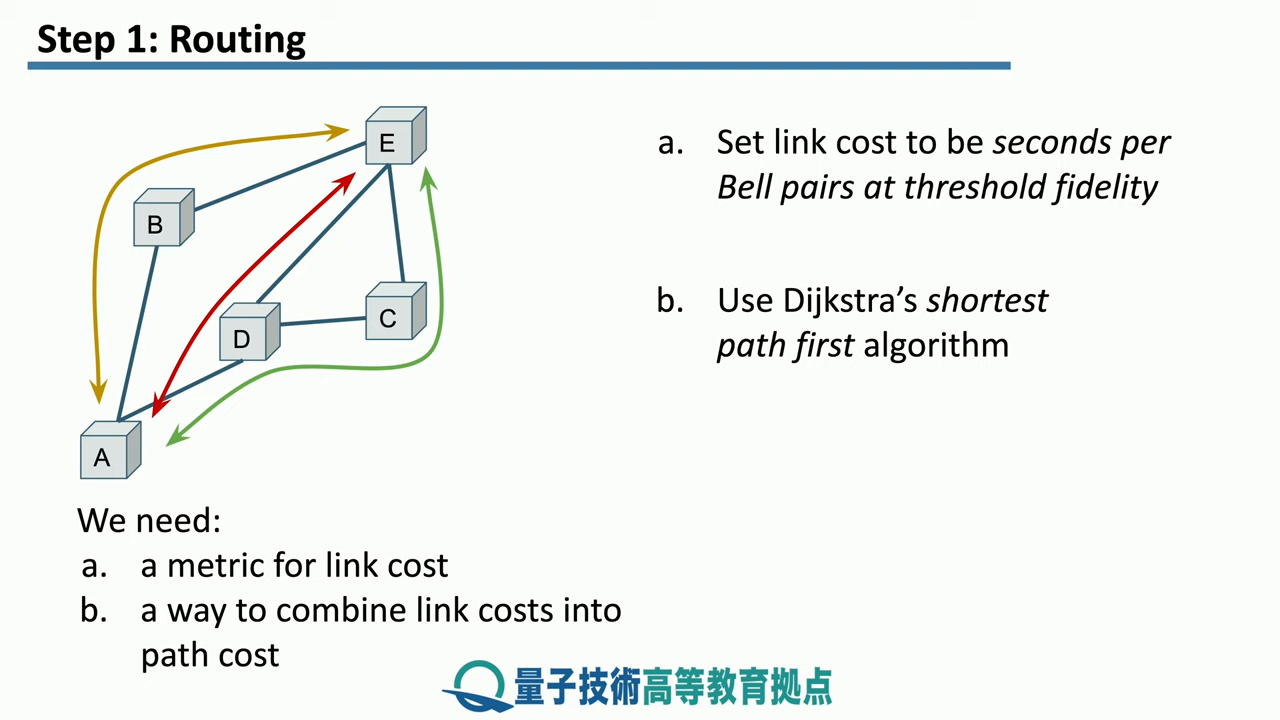 Step 1: Routing
E
B
D
C
A
a. Set link cost to be seconds per
Bell pairs at threshold fidelity
b. Use Dijkstra’s shortest
path first algorithm
We need:
a. a metric for link cost
b. a way to combine link costs into
path cost
量子技術高等教育拠点